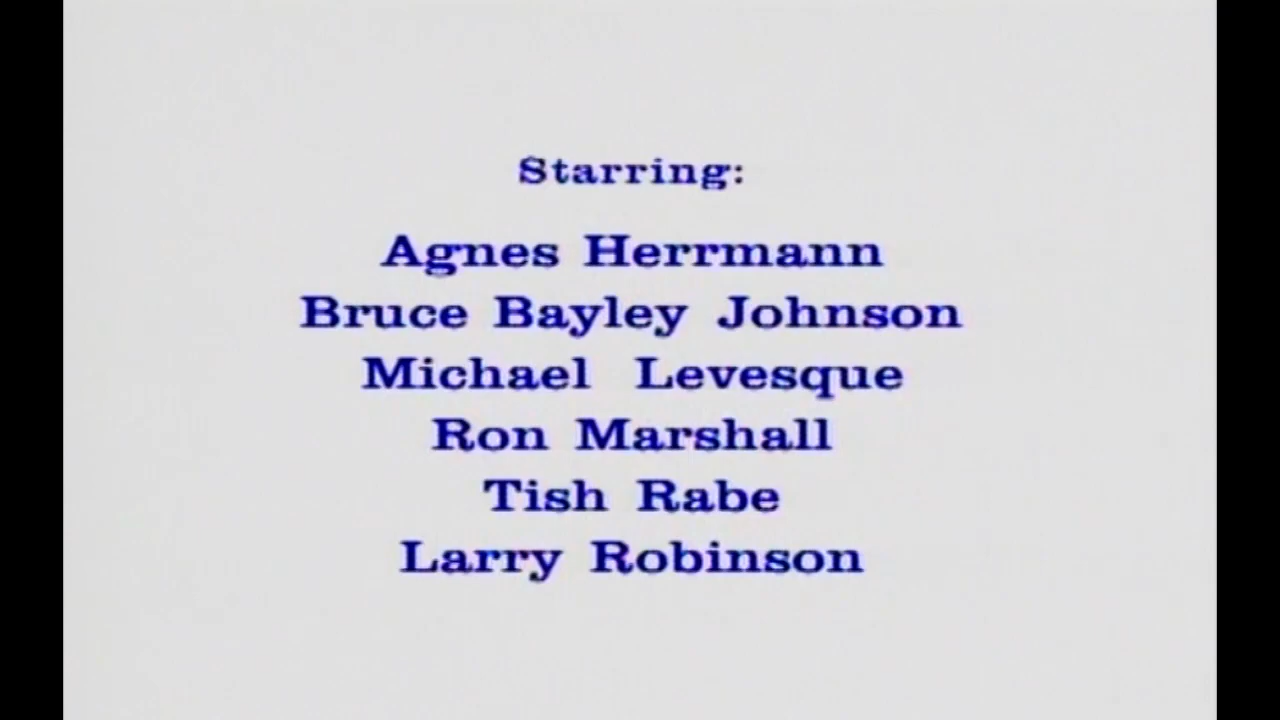 Starring:
Agnes Herrmann
Bruce Bayley Johnson
Michael Levesque
Ron Marshall
Tish Rabe
Larry Robinson